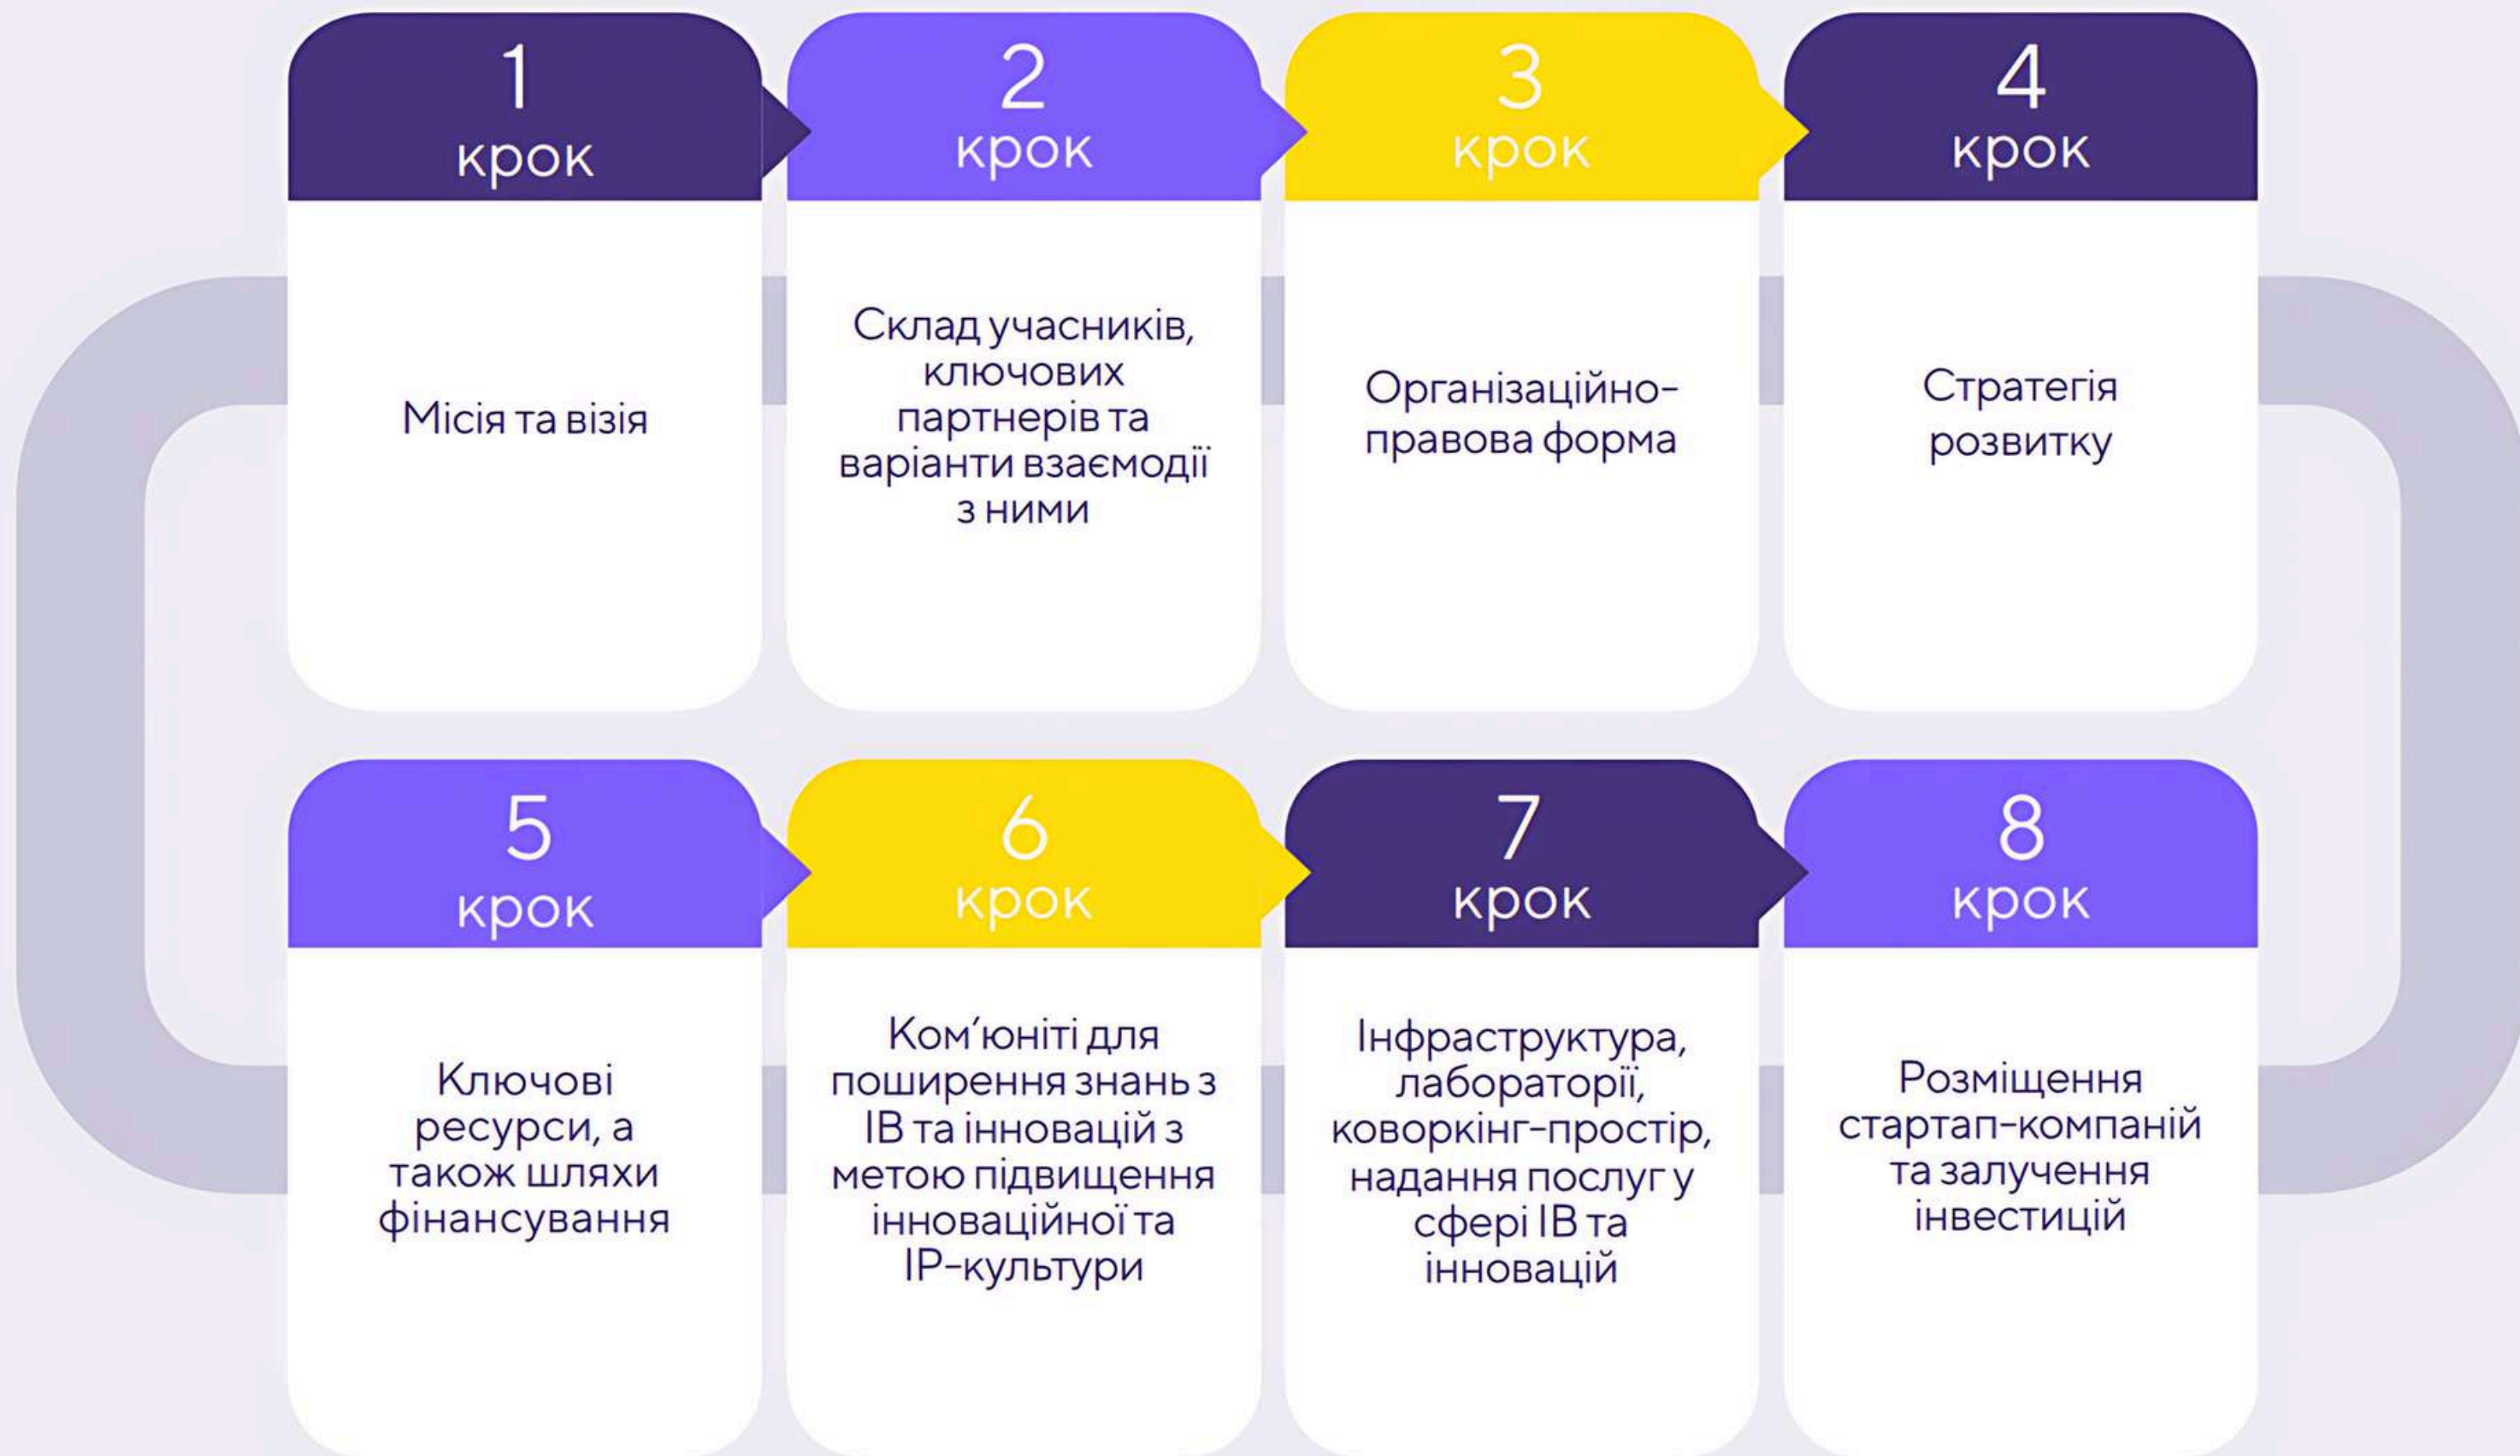 1
крок
Місія та візія
2
крок
Склад учасників,
ключових
партнерів та
варіанти взаємодії
з ними
3
крок
Організаційно-
правова форма
4
крок
Стратегія
розвитку
5
крок
Ключові
ресурси, а
також шляхи
фінансування
6
крок
Ком’юніті для
поширення знань з
ІВ та інновацій з
метою підвищення
інноваційної та
ІР-культури
7
крок
Інфраструктура,
лабораторії,
коворкінг-простір,
надання послуг у
сфері ІВ та
інновацій
8
крок
Розміщення
стартап-компаній
та залучення
інвестицій